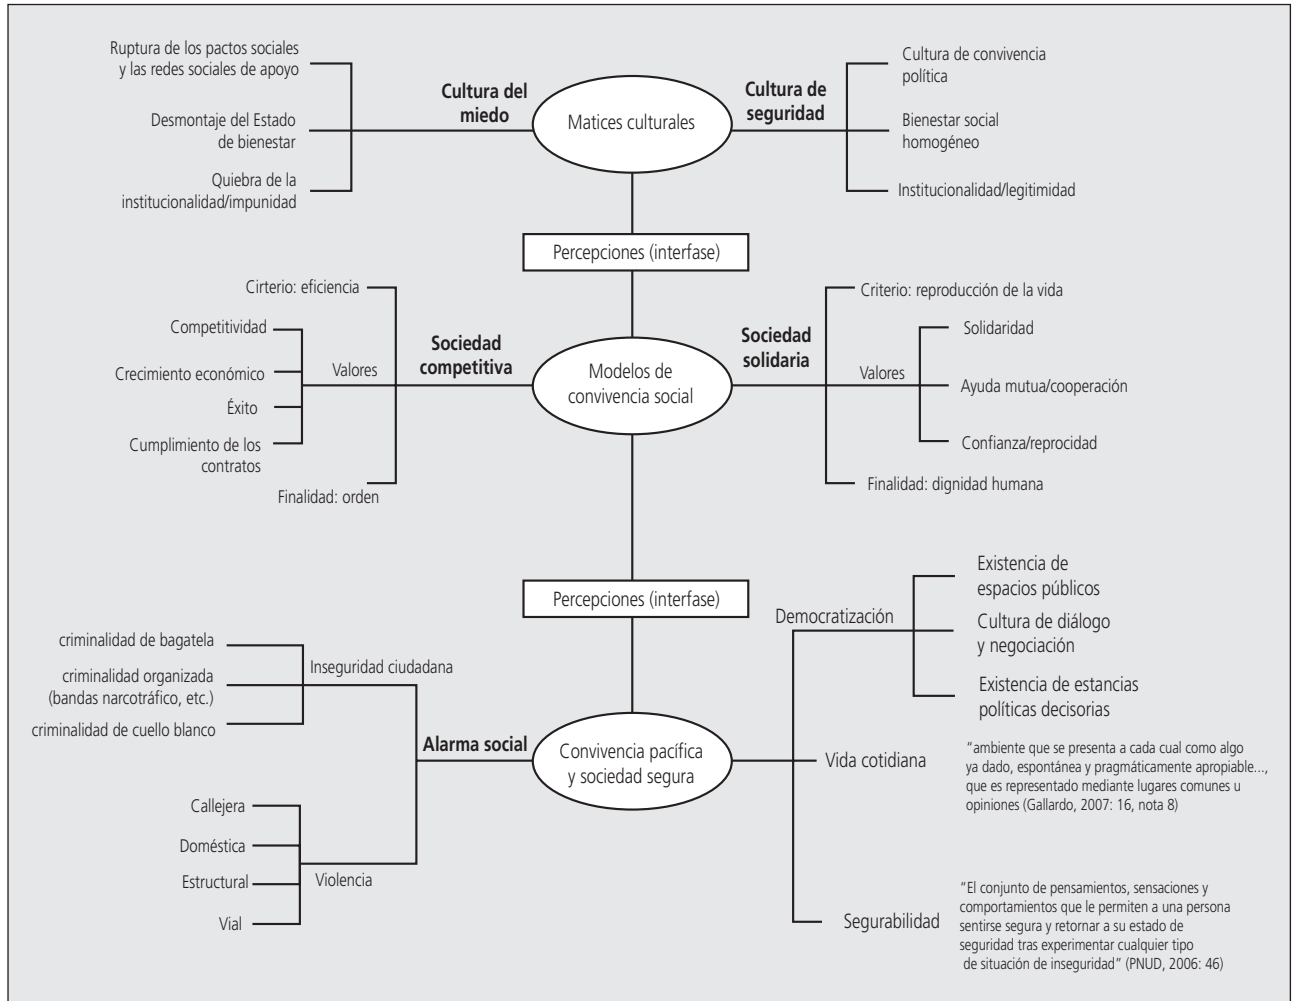 Ruptura de los pactos sociales
y las redes sociales de apoyo
Desmontaje del Estado
de bienestar
Quiebra de la
institucionalidad/impunidad
Cultura del
miedo
Matices culturales
Cultura de
seguridad
Cultura de convivencia
política
Bienestar social
homogéneo
Institucionalidad/legitimidad
Percepciones (interfase)
Cirterio: eficiencia
Competitividad
Crecimiento económico
Éxito
Cumplimiento de los
contratos
Valores
Finalidad: orden
Sociedad
competitiva
Modelos de
convivencia social
Sociedad
solidaria
Criterio: reproducción de la vida
Valores
Solidaridad
Ayuda mutua/cooperación
Confianza/reprocidad
Finalidad: dignidad humana
Percepciones (interfase)
criminalidad de bagatela
criminalidad organizada
(bandas narcotráfico, etc.)
criminalidad de cuello blanco
Inseguridad ciudadana
Alarma social
Callejera
Doméstica
Estructural
Vial
Violencia
Convivencia pacífica
y sociedad segura
Democratización
Existencia de
espacios públicos
Cultura de diálogo
y negociación
Existencia de estancias
políticas decisorias
Vida cotidiana
“ambiente que se presenta a cada cual como algo
ya dado, espontánea y pragmáticamente apropiable...,
que es representado mediante lugares comunes u
opiniones (Gallardo, 2007: 16, nota 8)
Segurabilidad
“El conjunto de pensamientos, sensaciones y
comportamientos que le permiten a una persona
sentirse segura y retornar a su estado de
seguridad tras experimentar cualquier tipo
de situación de inseguridad” (PNUD, 2006: 46)